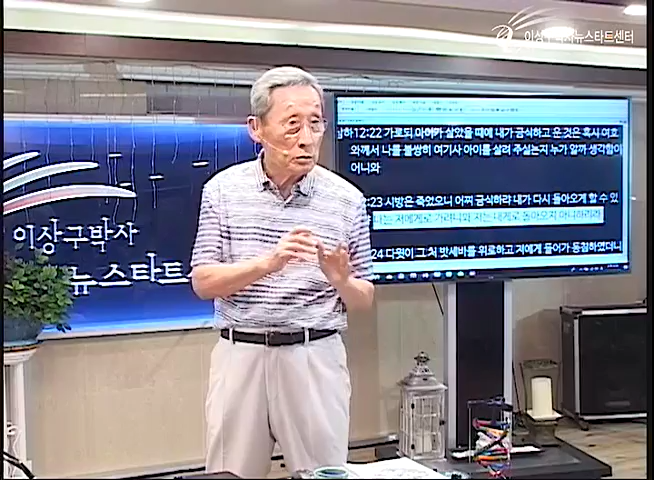 이상구박사뉴스타트센터
12:22 가로되 아이가 살았을 때에 내가 금식하고 운 것은 혹시 여호
와께서 나를 불쌍히 여기사 아이를 살려 주실는지 누가 알까 생각함이
어니와
:23 시방은 죽었으니 어찌 금식하랴 내가 다시 돌아오게 할 수 있
나는 저에게로 가려니와 저는 내게로 돌아오지 아니하리라
24 다윗이 그 처 밧세바를 위로하고 저에게 들어가 동침하였더니
이상구박사
뉴스타트